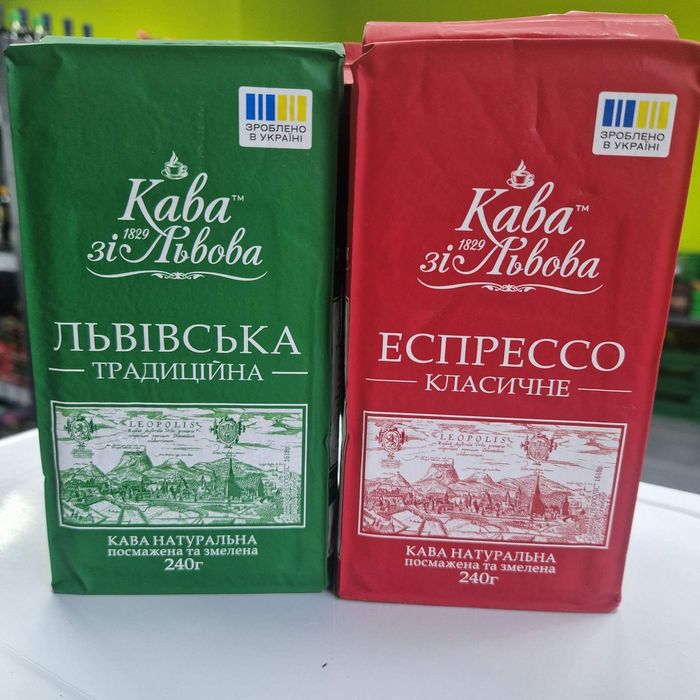 ЗРОБЛЕНО
В УКРАЇНІ
Кава™
зі 1829 Львова
ЛЬВІВСЬКА
ТРАДИЦІЙНА
LEOPOLIS
КАВА НАТУРАЛЬНА
посмажена та змелена
240г
ЗРОБЛЕНО
В УКРАЇНІ
Кава™
зі 1829 Львова
ЕСПРЕССО
КЛАСИЧНЕ
LEOPOLIS
КАВА НАТУРАЛЬНА
посмажена та змелена
240г